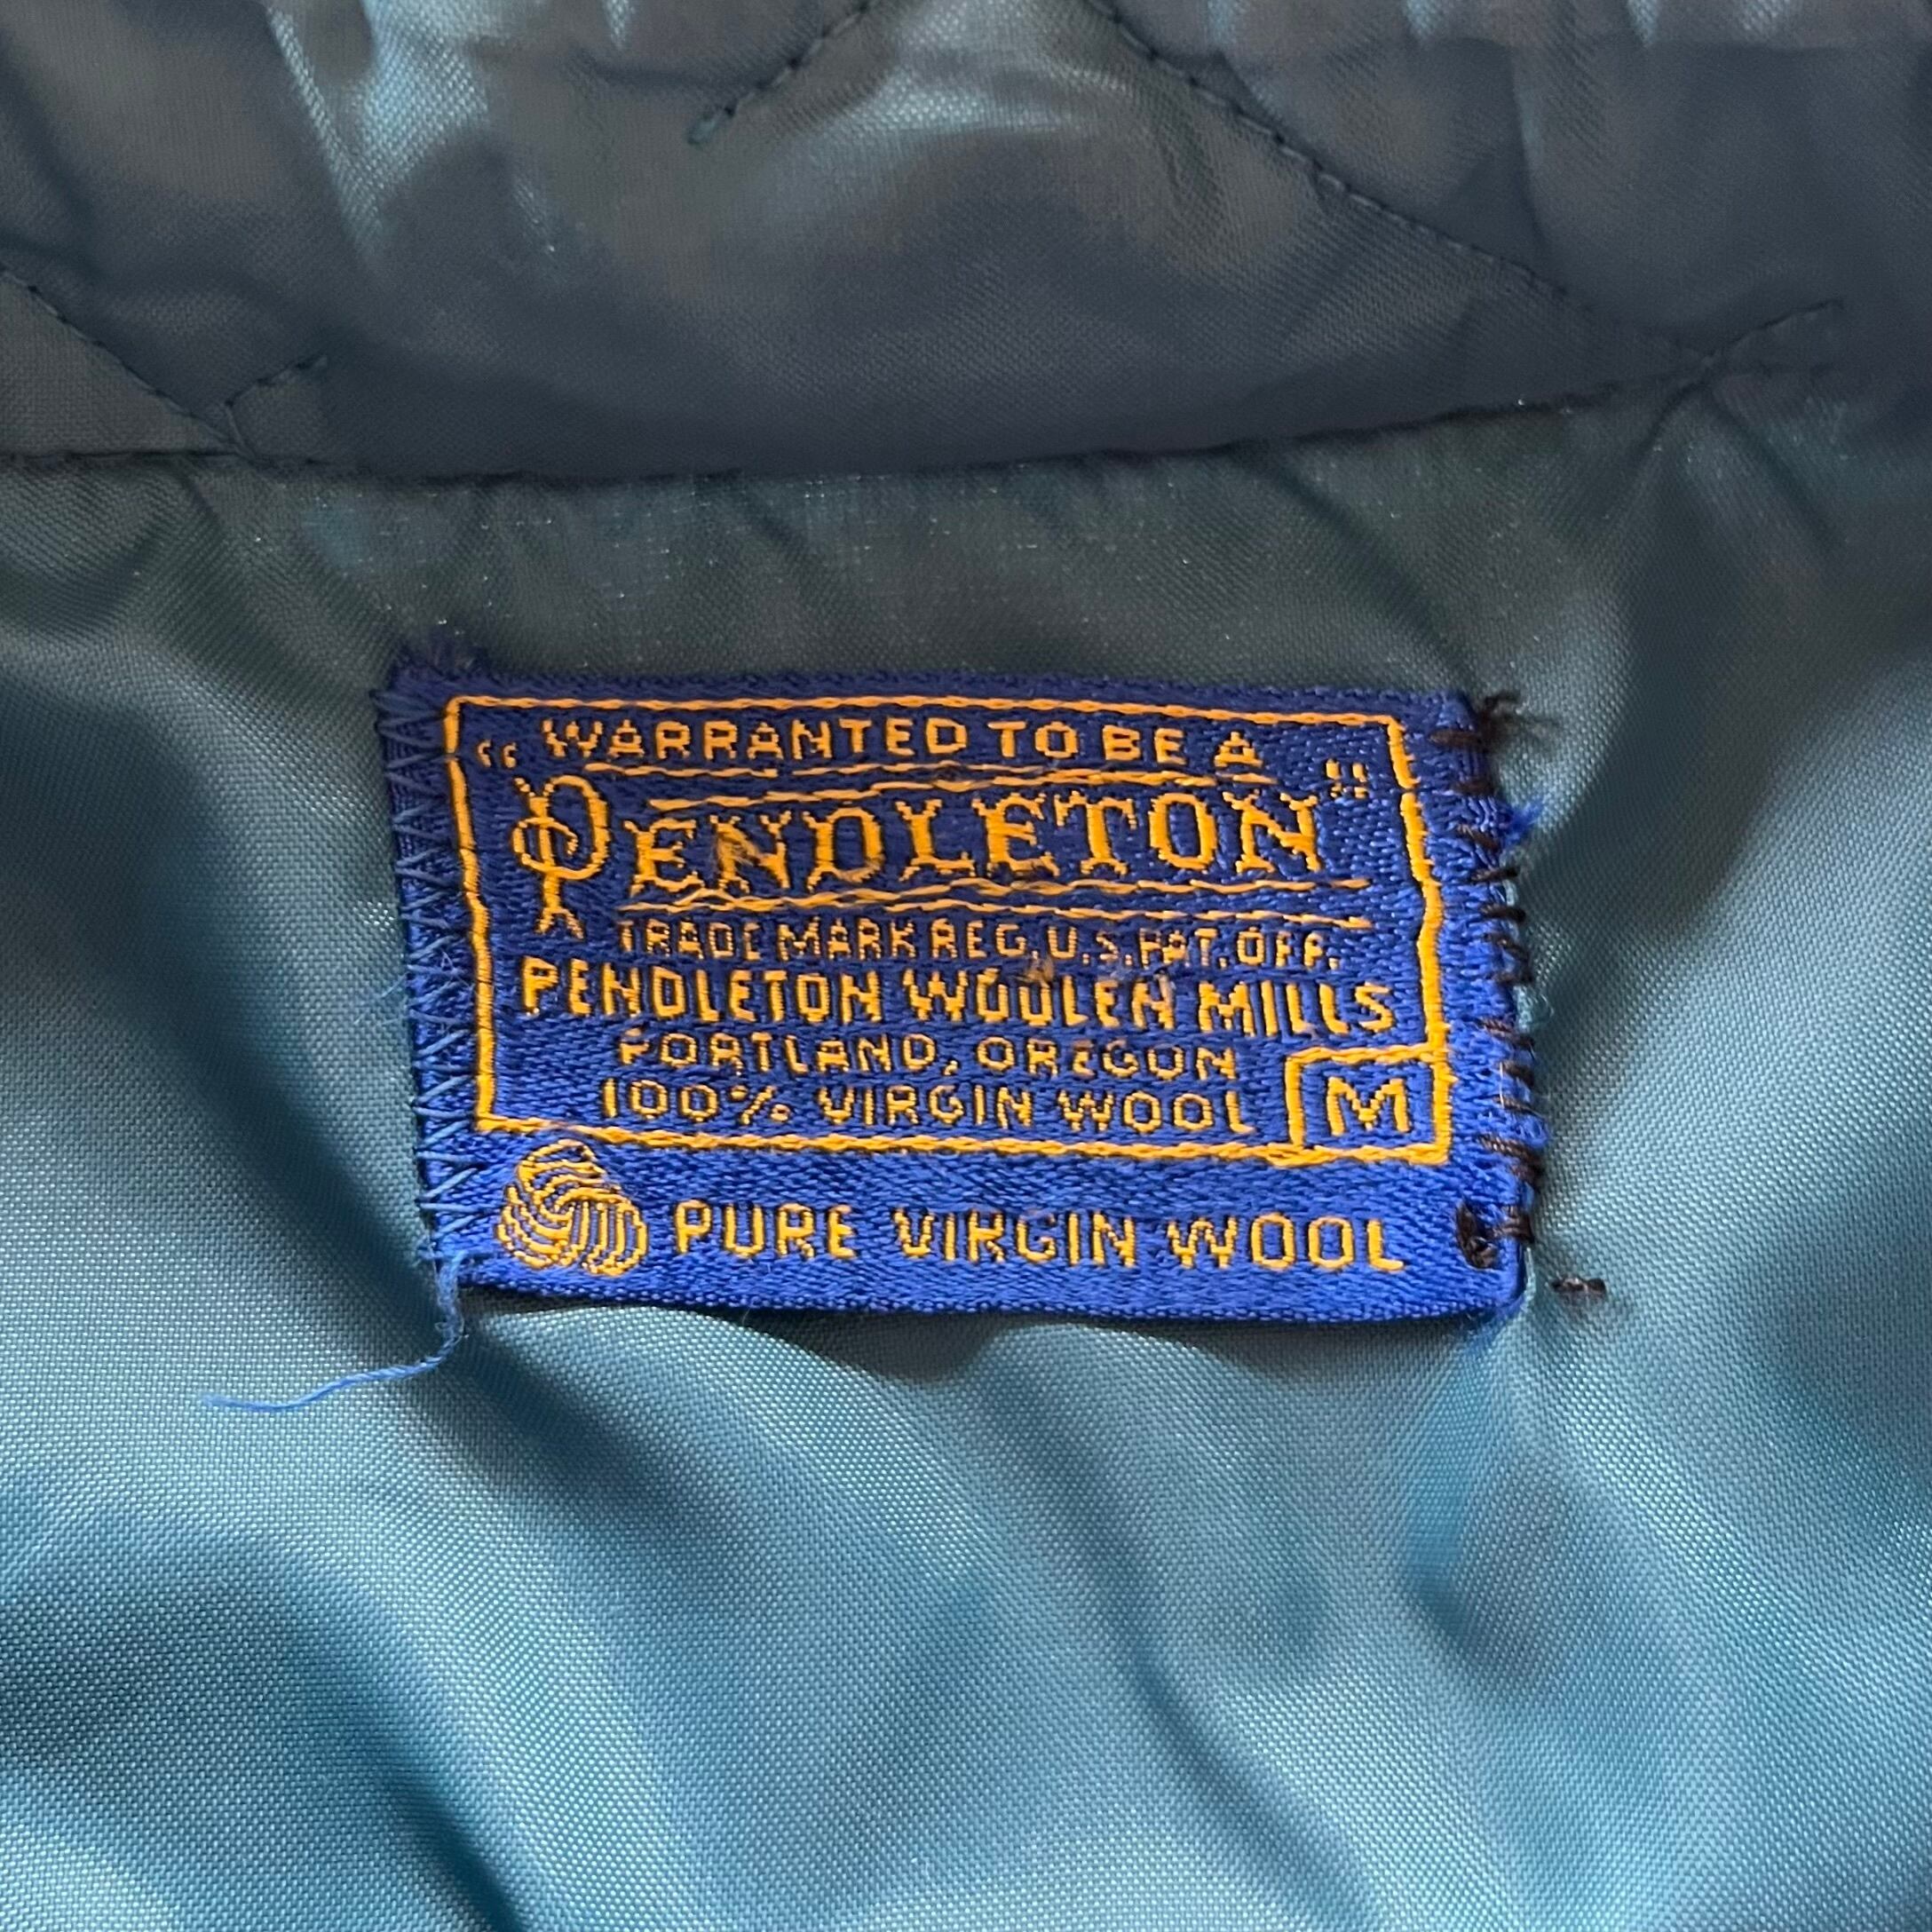 “WARRANTED TO BE A
PENDLETON”
TRADE MARK REG. U.S. PAT. OFF.
PENDLETON WOOLEN MILLS
PORTLAND, OREGON
100% VIRGIN WOOL M
PURE VIRGIN WOOL